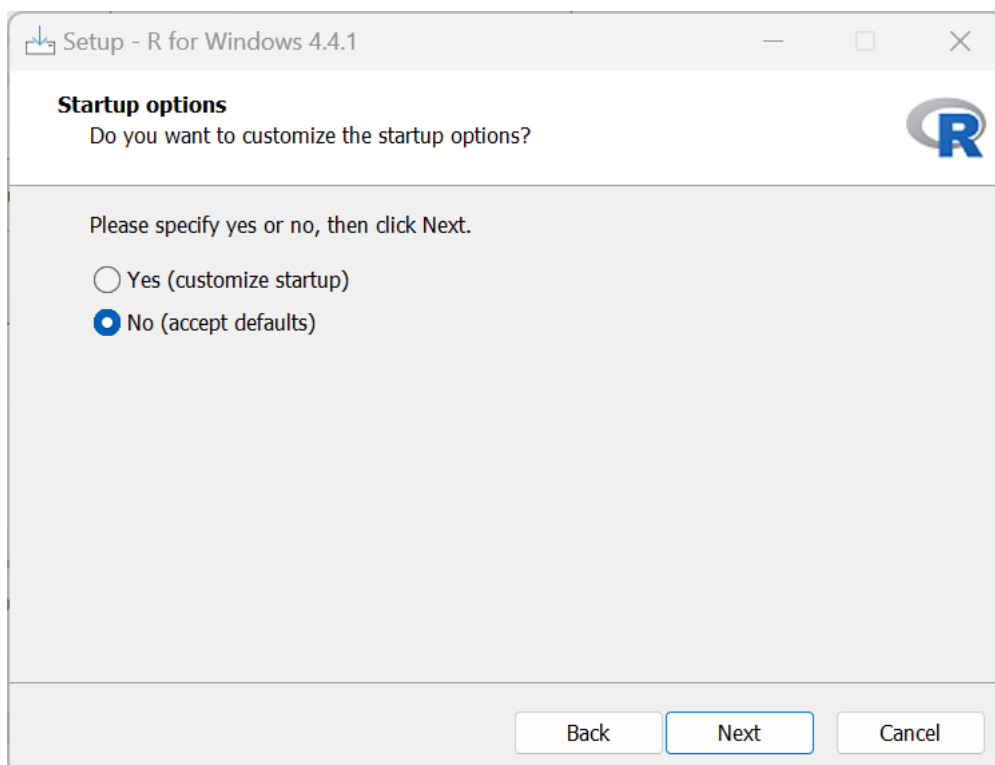 Setup - R for Windows 4.4.1
Startup options
Do you want to customize the startup options?
R
Please specify yes or no, then click Next.
Yes (customize startup)
No (accept defaults)
Back Next Cancel